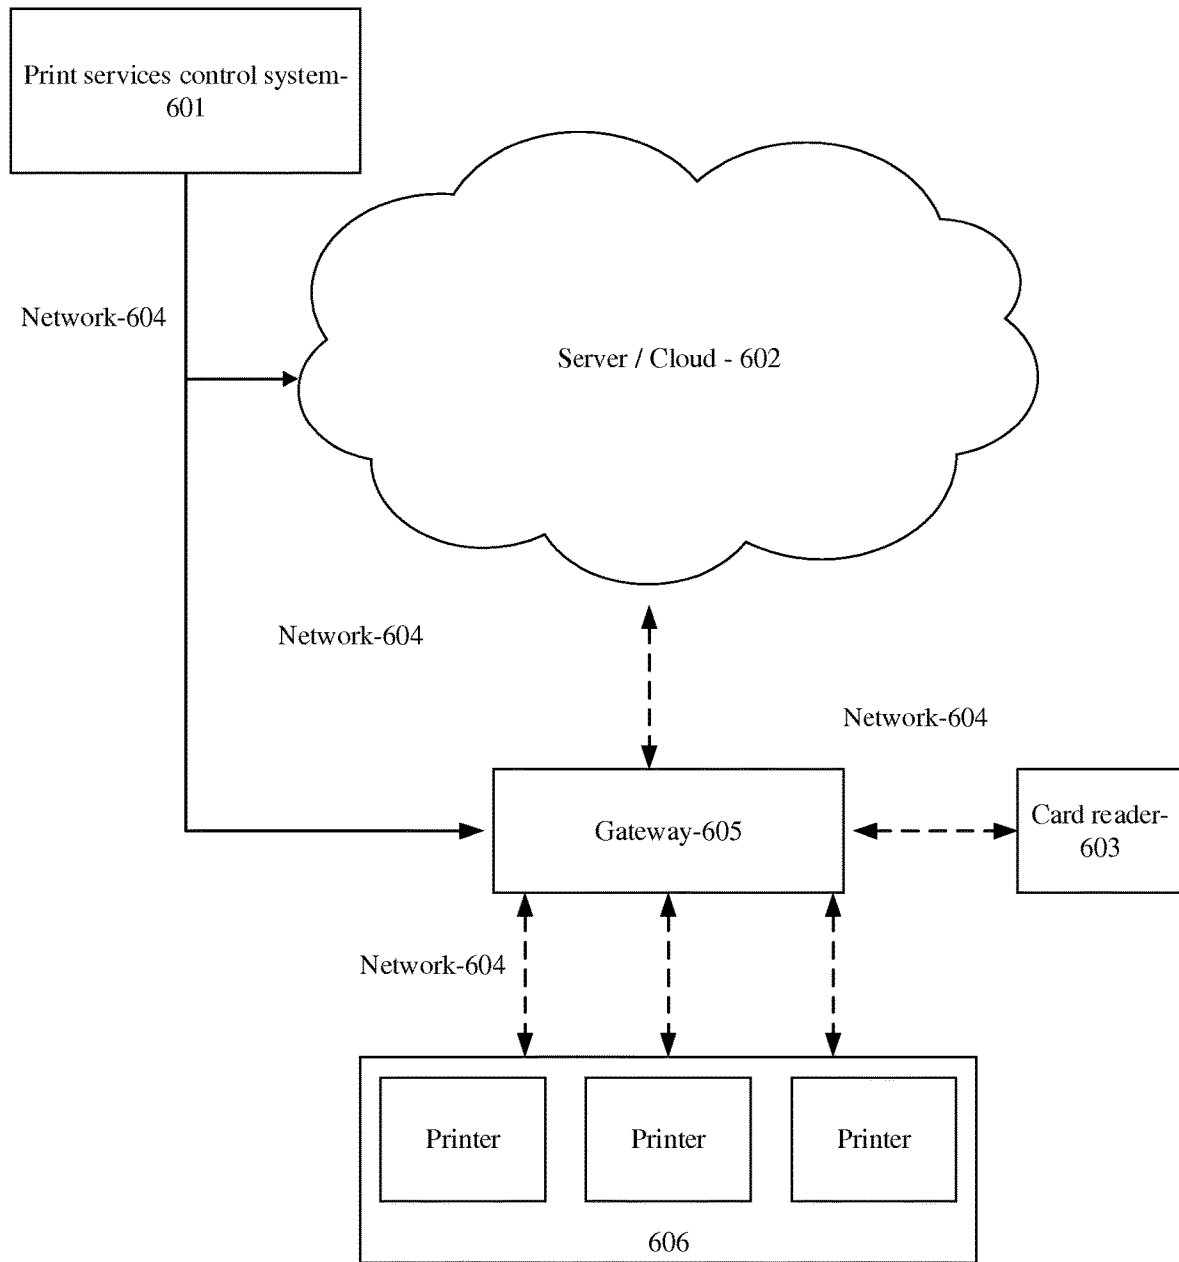 Print services control system-
601
Network-604
Server / Cloud - 602
Network-604
Network-604
Gateway-605
Card reader-
603
Network-604
Printer
Printer
Printer
606